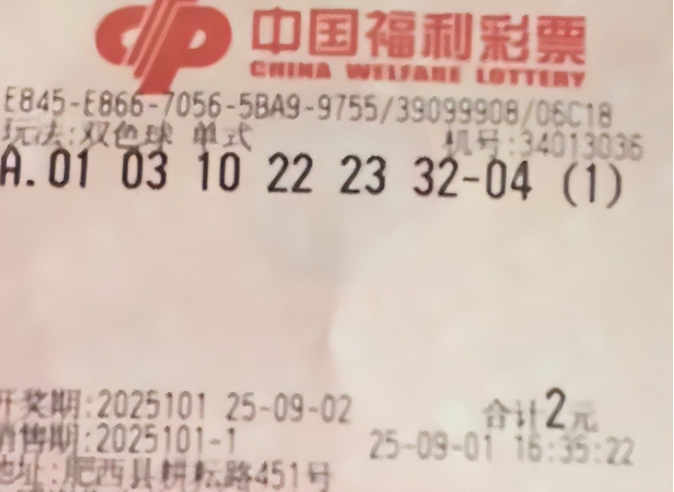 中国福利彩票
CHINA WELFARE LOTTERY
E845-E866-7056-5BA9-9755/39099908/06C18
玩法:双色球 单式 机号:34013036
A.01 03 10 22 23 32-04 (1)
开奖期:2025101 25-09-02 合计2元
销售期:2025101-1 25-09-01 16:35:22
地址:肥西县耕耘路451号